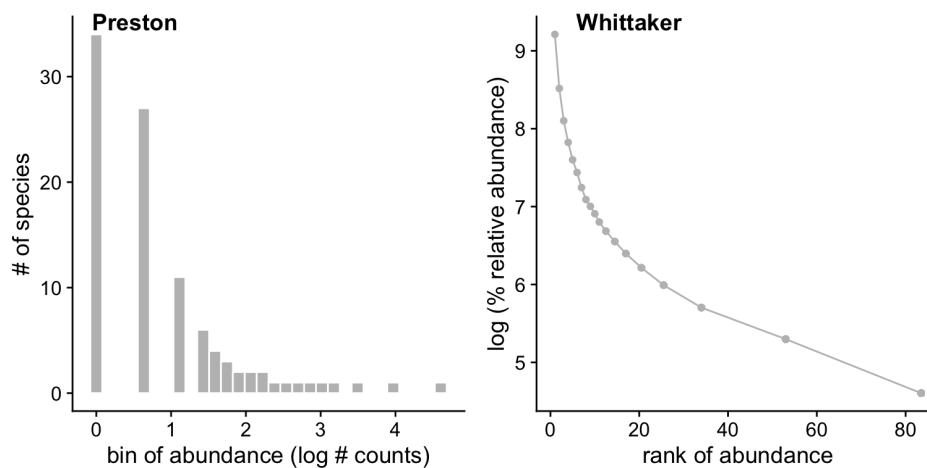 Preston
# of species
30
20
10
0
0 1 2 3 4
bin of abundance (log # counts)
Whittaker
log (% relative abundance)
9
8
7
6
5
0 20 40 60 80
rank of abundance